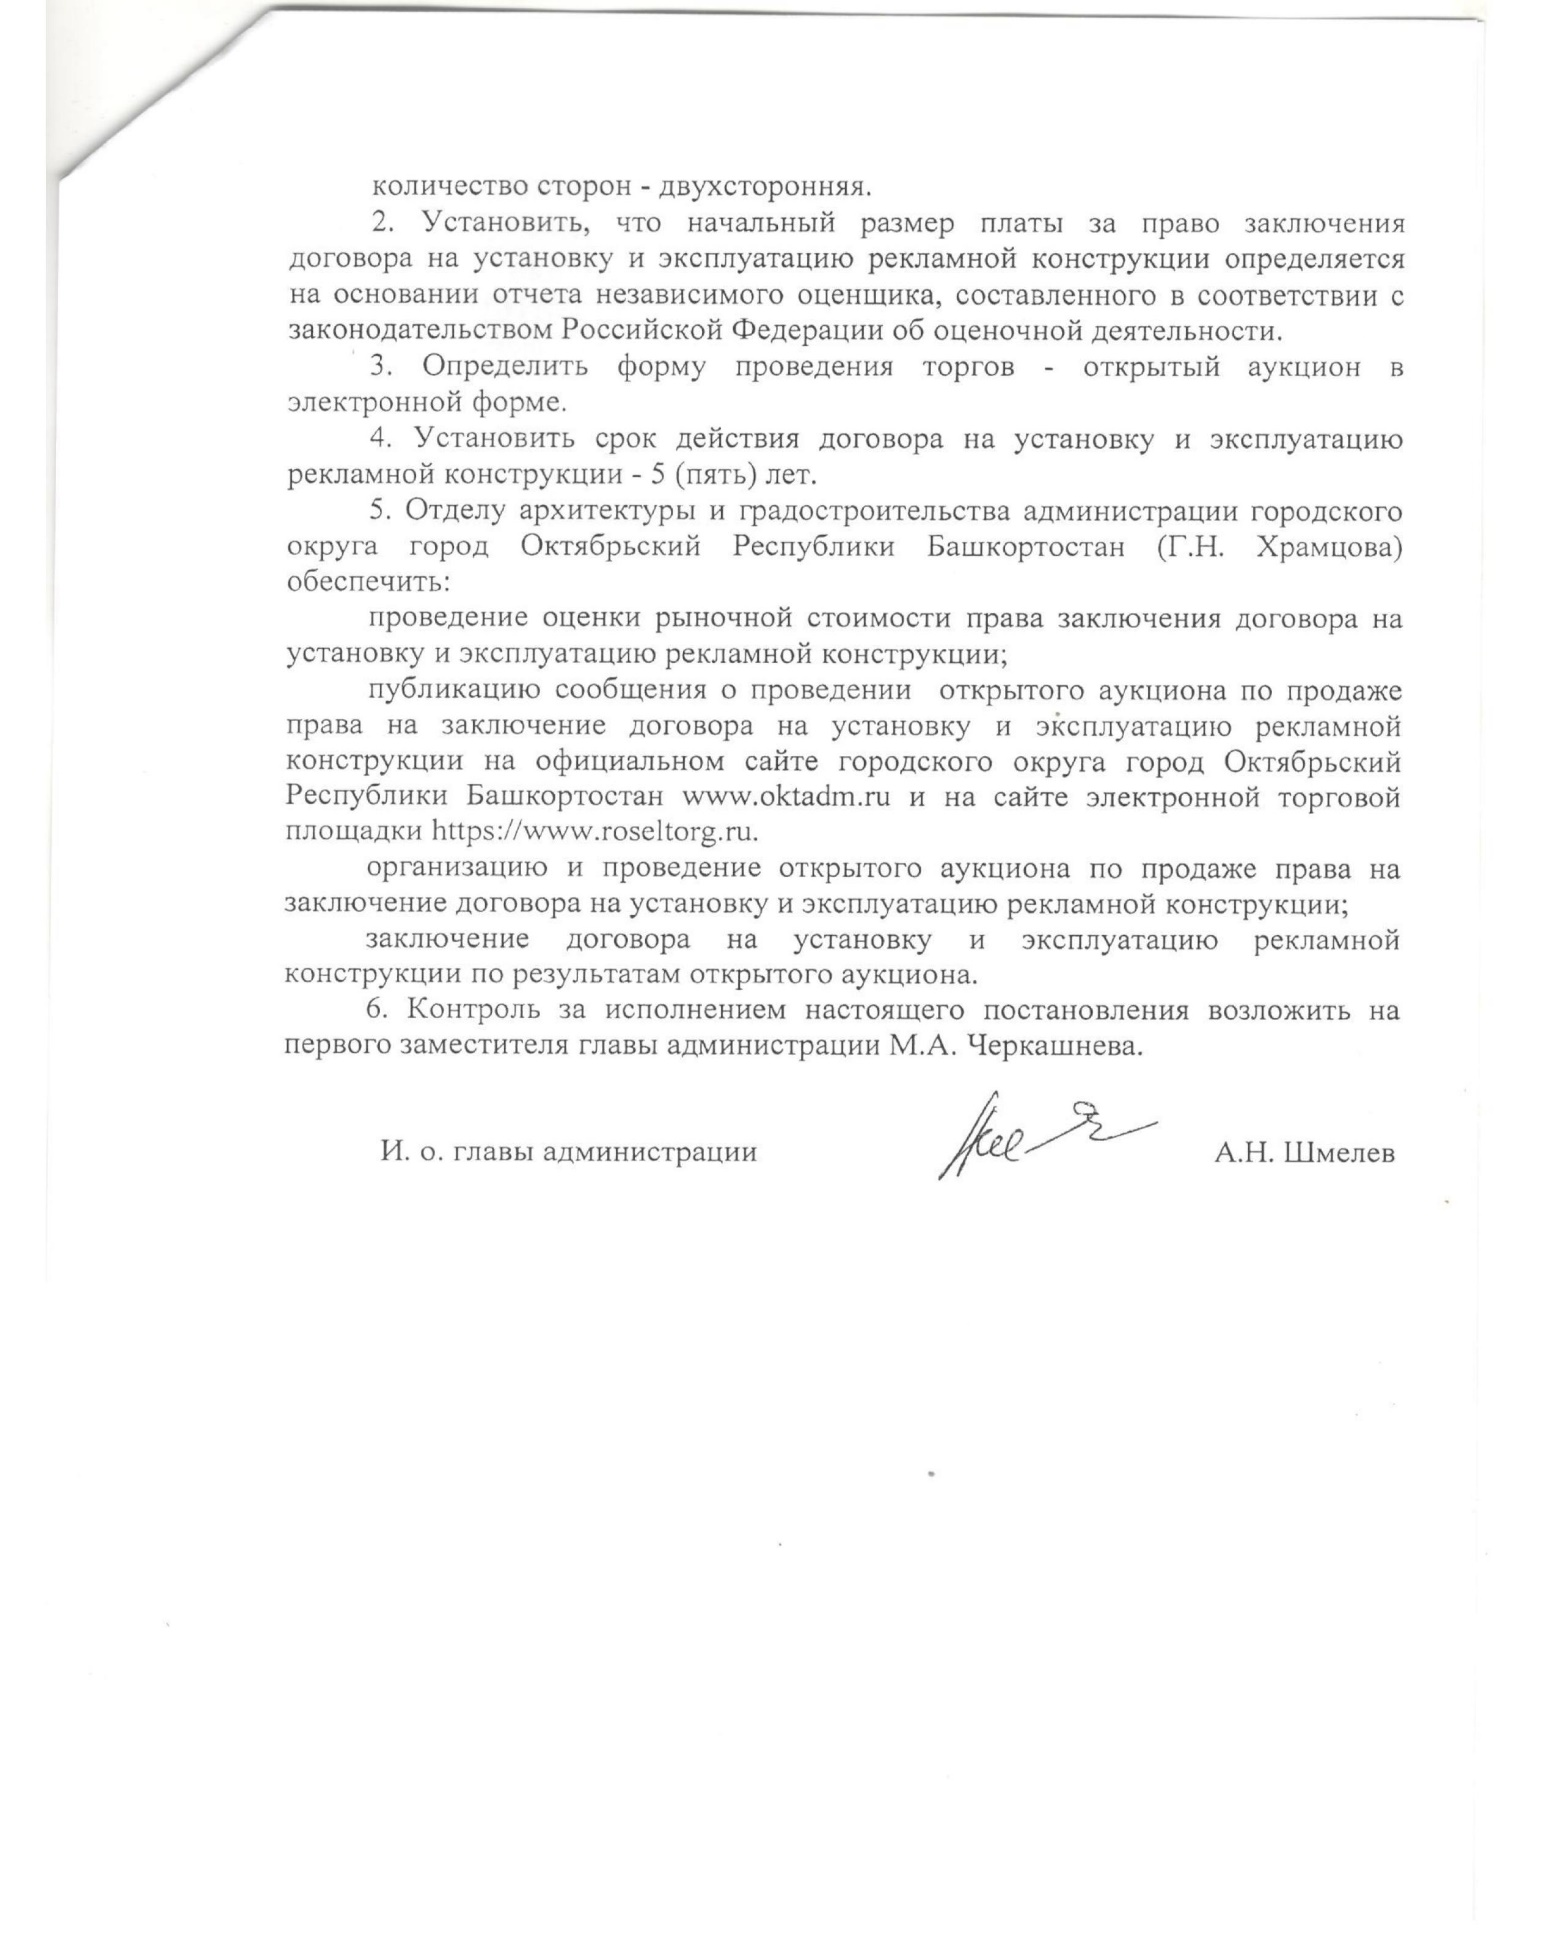 количество сторон - двухсторонняя.
2. Установить, что начальный размер платы за право заключения
договора на установку и эксплуатацию рекламной конструкции определяется
на основании отчета независимого оценщика, составленного в соответствии с
законодательством Российской Федерации об оценочной деятельности.
3. Определить форму проведения торгов - открытый аукцион в
электронной форме.
4. Установить срок действия договора на установку и эксплуатацию
рекламной конструкции - 5 (пять) лет.
5. Отделу архитектуры и градостроительства администрации городского
округа город Октябрьский Республики Башкортостан (Г.Н. Храмцова)
обеспечить:
проведение оценки рыночной стоимости права заключения договора на
установку и эксплуатацию рекламной конструкции;
публикацию сообщения о проведении открытого аукциона по продаже
права на заключение договора на установку и эксплуатацию рекламной
конструкции на официальном сайте городского округа город Октябрьский
Республики Башкортостан www.oktadm.ru и на сайте электронной торговой
площадки https://www.roseltorg.ru.
организацию и проведение открытого аукциона по продаже права на
заключение договора на установку и эксплуатацию рекламной конструкции;
заключение договора на установку и эксплуатацию рекламной
конструкции по результатам открытого аукциона.
6. Контроль за исполнением настоящего постановления возложить на
первого заместителя главы администрации М.А. Черкашнева.
И. о. главы администрации А.Н. Шмелев